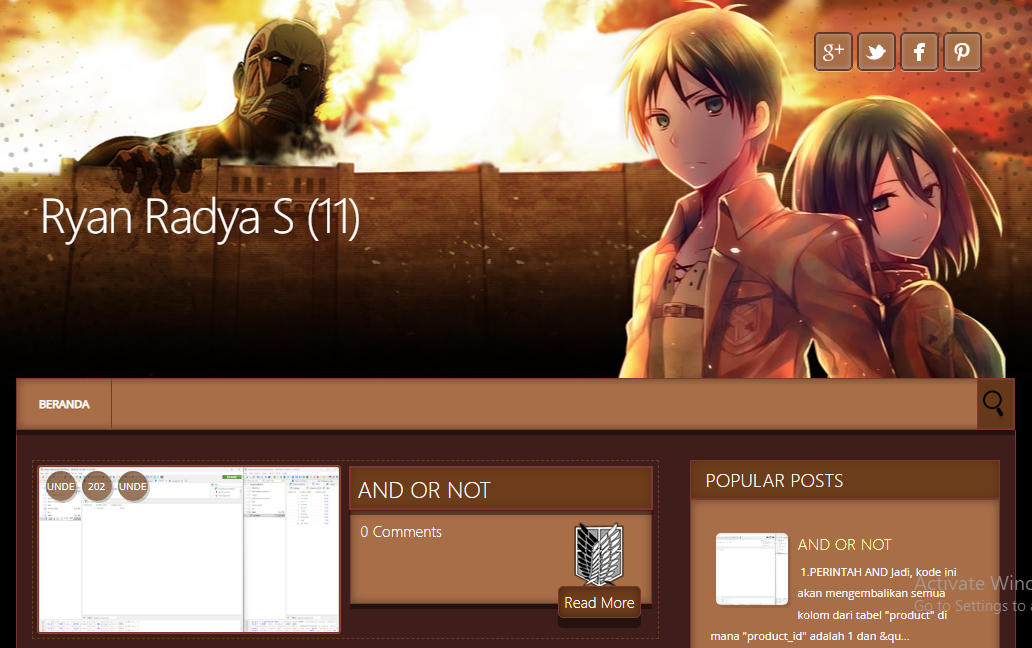 g+
Ryan Radya S (11)
BERANDA
UNDE 202 UNDE
AND OR NOT
0 Comments
Read More
POPULAR POSTS
AND OR NOT
1.PERINTAH AND Jadi, kode ini
akan mengembalikan semua
kolom dari tabel "product" di
mana "product_id" adalah 1 dan &qu...
Activate Wind
Go to Settings to a